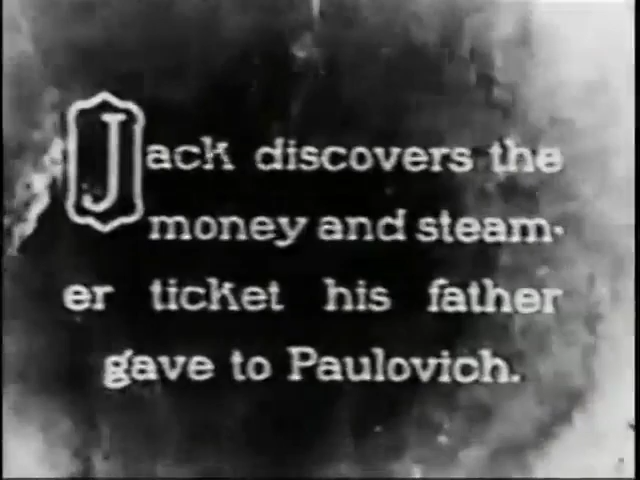 Jack discovers the
money and steam-
er ticket his father
gave to Paulovich.